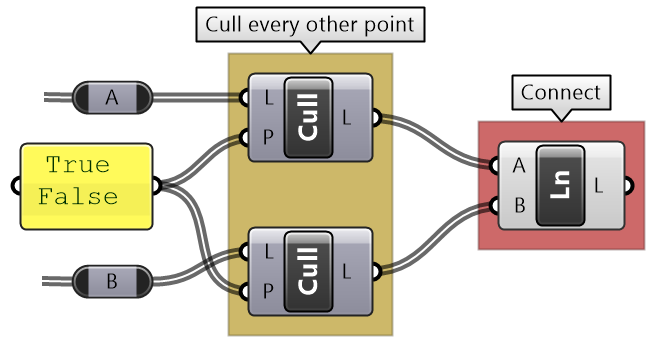 Cull every other point
A
L
P
Cull
L
True
False
Connect
A
B
Ln
L
B
L
P
Cull
L